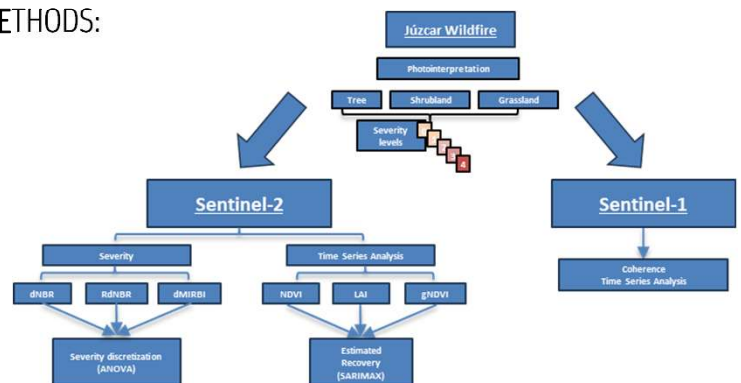 ETHODS:
Júzcar Wildfire
Photointerpretation
Tree Shrubland Grassland
Severity
levels
4
Sentinel-2 Sentinel-1
Severity Time Series Analysis
Coherence
Time Series Analysis
dNBR RdNBR dMIRBI NDVI LAI gNDVI
Severity discretization
(ANOVA)
Estimated
Recovery
(SARIMAX)